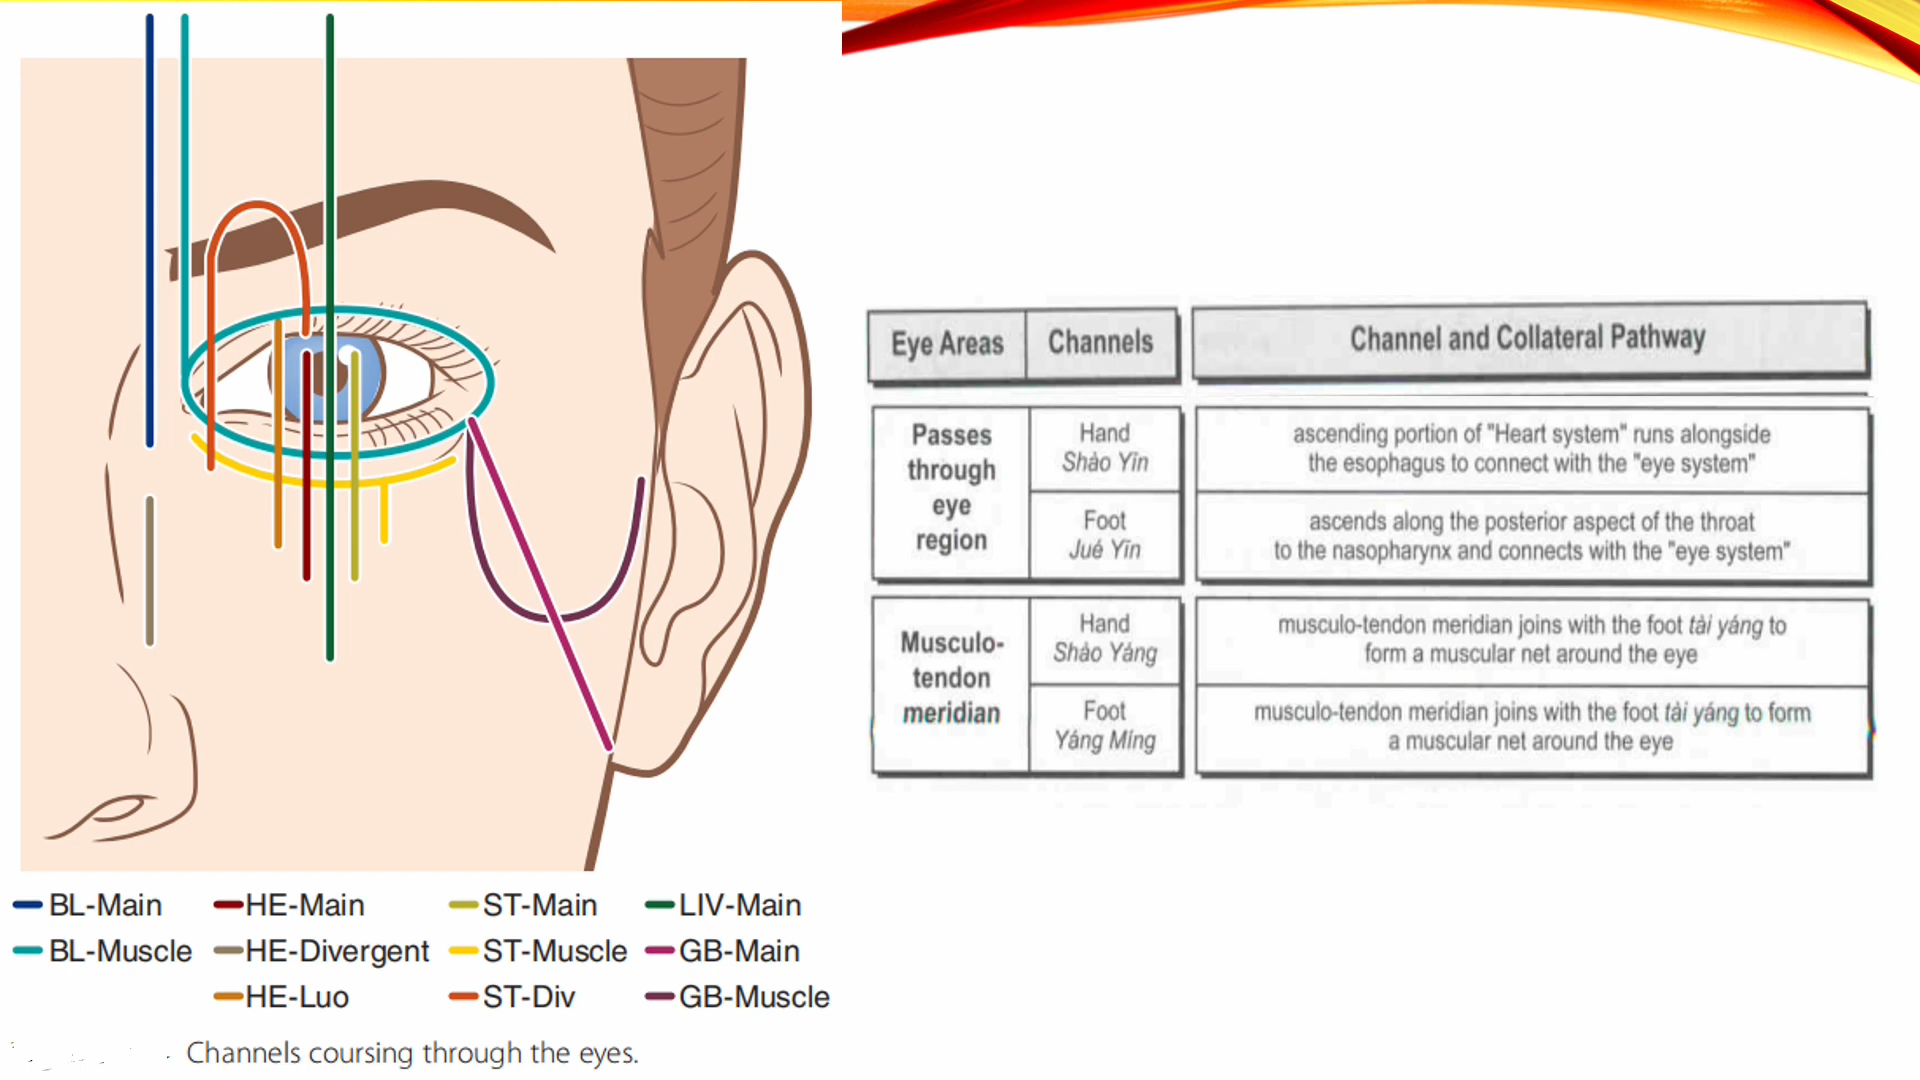 BL-Main HE-Main ST-Main LIV-Main
BL-Muscle HE-Divergent ST-Muscle GB-Main
HE-Luo ST-Div GB-Muscle
Channels coursing through the eyes.
Eye Areas Channels Channel and Collateral Pathway
Passes
through
eye
region
Hand
Shào Yīn
ascending portion of "Heart system" runs alongside
the esophagus to connect with the "eye system"
Foot
Jué Yīn
ascends along the posterior aspect of the throat
to the nasopharynx and connects with the "eye system"
Musculo-
tendon
meridian
Hand
Shào Yáng
musculo-tendon meridian joins with the foot tài yáng to
form a muscular net around the eye
Foot
Yáng Míng
musculo-tendon meridian joins with the foot tài yáng to form
a muscular net around the eye